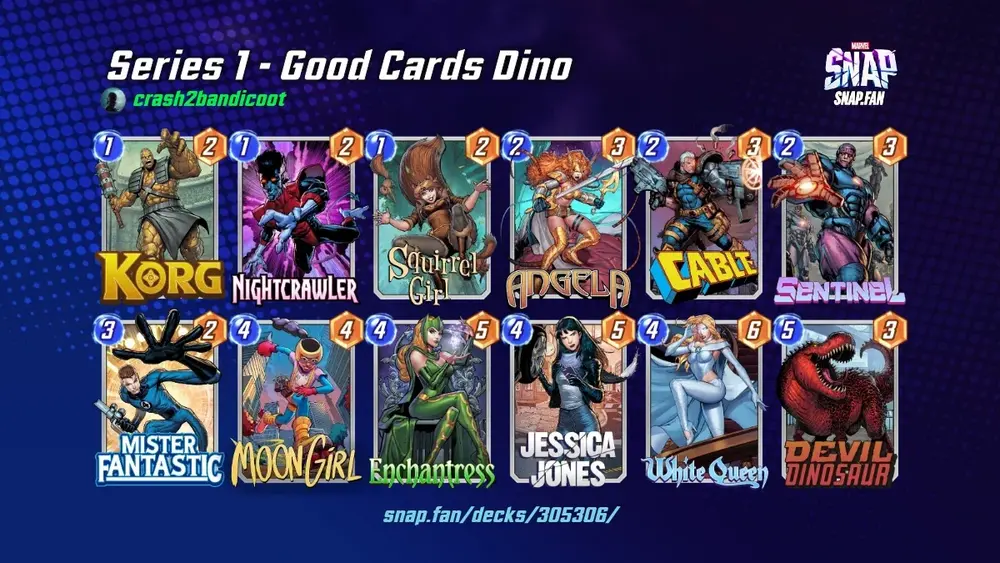 Series 1 - Good Cards Dino
crash2bandicoot
MARVEL
SNAP
SNAP.FAN
1 2 1 2 1 2 2 3 2 3 2 3
KORG NIGHTCRAWLER Squirrel Girl ANGELA CABLE SENTINEL
3 2 4 4 4 5 4 5 4 6 5 3
MISTER FANTASTIC MOON GIRL Enchantress JESSICA JONES White Queen DEVIL DINOSAUR
snap.fan/decks/305306/